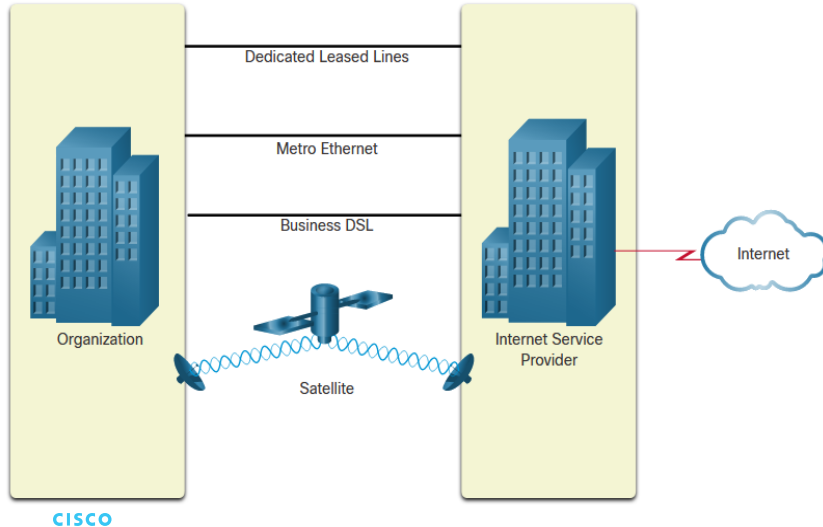 Dedicated Leased Lines
Metro Ethernet
Business DSL
Internet
Organization
Internet Service
Provider
Satellite
CISCO